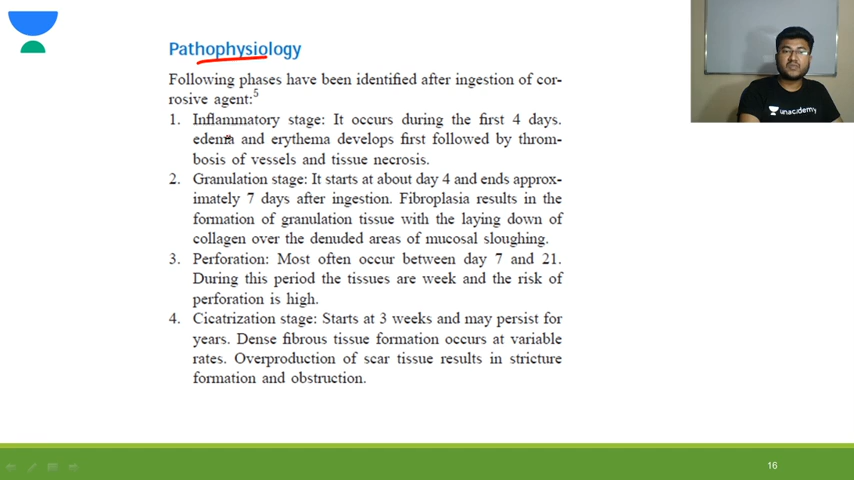 Pathophysiology
Following phases have been identified after ingestion of cor-
rosive agent:5
1. Inflammatory stage: It occurs during the first 4 days.
edema and erythema develops first followed by throm-
bosis of vessels and tissue necrosis.
2. Granulation stage: It starts at about day 4 and ends approx-
imately 7 days after ingestion. Fibroplasia results in the
formation of granulation tissue with the laying down of
collagen over the denuded areas of mucosal sloughing.
3. Perforation: Most often occur between day 7 and 21.
During this period the tissues are week and the risk of
perforation is high.
4. Cicatrization stage: Starts at 3 weeks and may persist for
years. Dense fibrous tissue formation occurs at variable
rates. Overproduction of scar tissue results in stricture
formation and obstruction.
unacademy
16